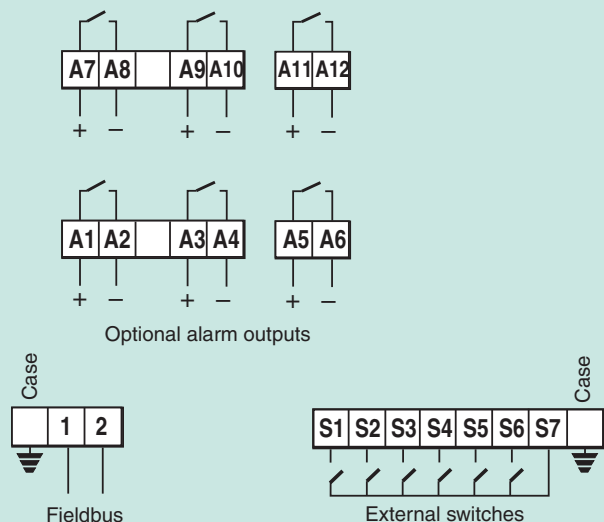 A7 A8 A9 A10 A11 A12
+ − + − + −
A1 A2 A3 A4 A5 A6
+ − + − + −
Optional alarm outputs
Case
1 2
Fieldbus
Case
S1 S2 S3 S4 S5 S6 S7
External switches